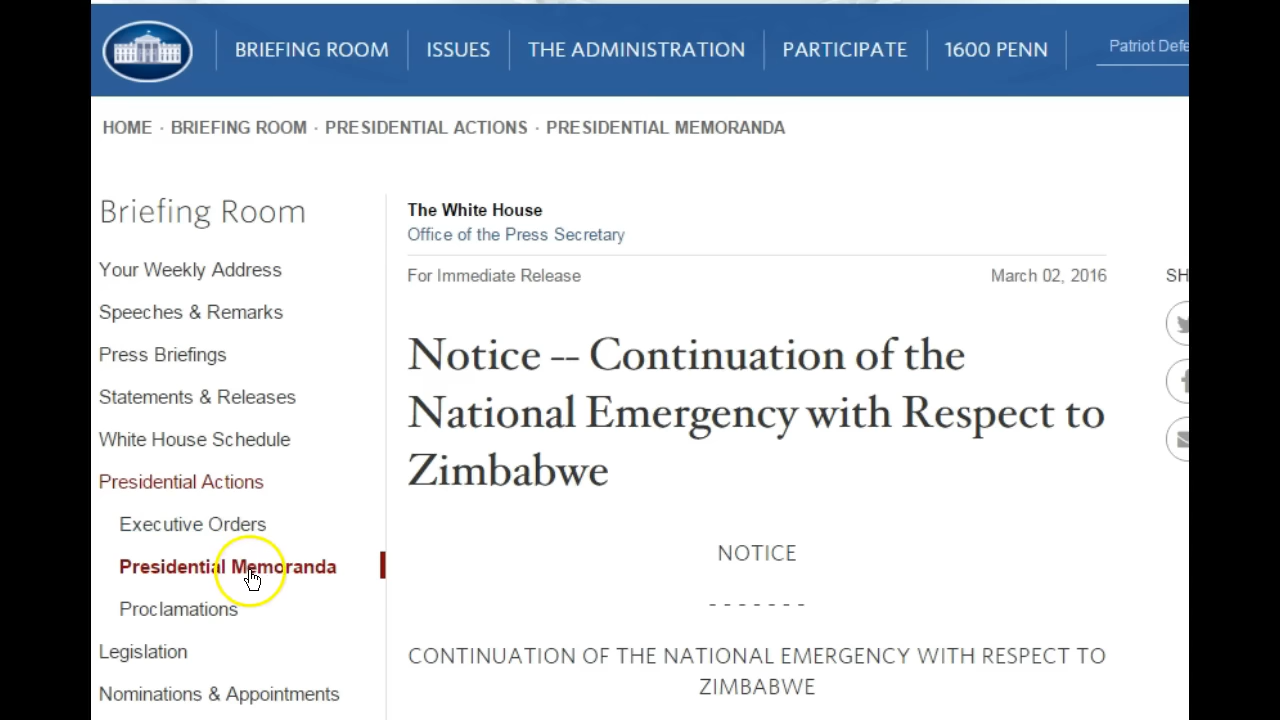 BRIEFING ROOM ISSUES THE ADMINISTRATION PARTICIPATE 1600 PENN Patriot Defe
HOME · BRIEFING ROOM · PRESIDENTIAL ACTIONS · PRESIDENTIAL MEMORANDA
Briefing Room
Your Weekly Address
Speeches & Remarks
Press Briefings
Statements & Releases
White House Schedule
Presidential Actions
Executive Orders
Presidential Memoranda
Proclamations
Legislation
Nominations & Appointments
The White House
Office of the Press Secretary
For Immediate Release March 02, 2016
SH
Notice -- Continuation of the
National Emergency with Respect to
Zimbabwe
NOTICE
- - - - - - -
CONTINUATION OF THE NATIONAL EMERGENCY WITH RESPECT TO
ZIMBABWE